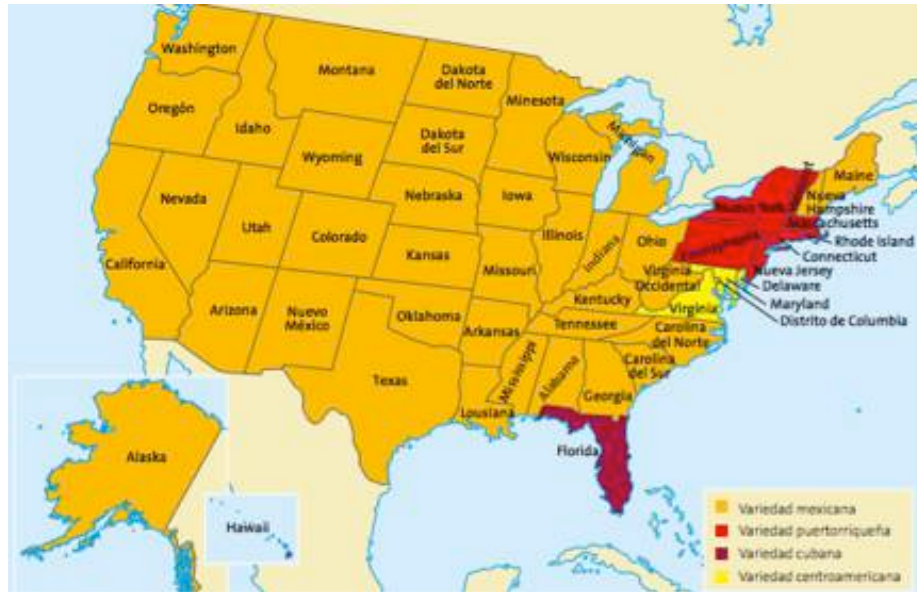 Washington
Montana
Dakota
del Norte
Minesota
Oregón
Idaho
Wyoming
Dakota
del Sur
Wisconsin
Michigan
Nevada
Utah
Colorado
Nebraska
Iowa
Illinois
Indiana
Ohio
Nueva York
Pennsylvania
Maine
Nueva
Hampshire
Massachusetts
Rhode Island
Connecticut
Nueva Jersey
Delaware
Maryland
Distrito de Columbia
California
Kansas
Missouri
Kentucky
Virginia
Occidental
Virginia
Arizona
Nuevo
México
Oklahoma
Arkansas
Tennessee
Carolina
del Norte
Carolina
del Sur
Texas
Lousiana
Mississippi
Alabama
Georgia
Florida
Alaska
Hawaii
Variedad mexicana
Variedad puertorriqueña
Variedad cubana
Variedad centroamericana